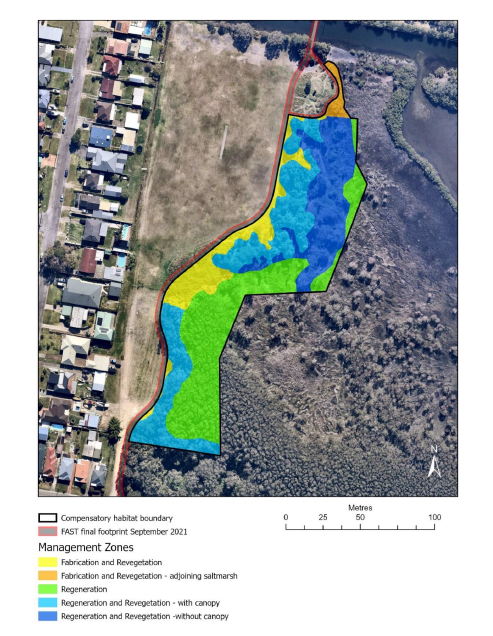 N
Metres
0 25 50 100
Compensatory habitat boundary
FAST final footprint September 2021
Management Zones
Fabrication and Revegetation
Fabrication and Revegetation - adjoining saltmarsh
Regeneration
Regeneration and Revegetation - with canopy
Regeneration and Revegetation -without canopy